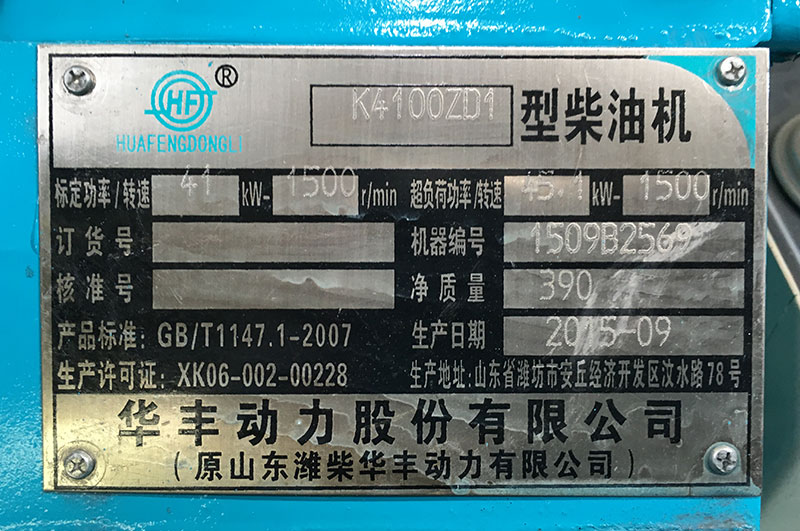 HF ®
HUAFENGDONGLI
K4100ZD1 型柴油机
标定功率/转速 41 kW- 1500 r/min 超负荷功率/转速 45.1 kW- 1500 r/min
订货号 机器编号 1509B2569
核准号 净质量 390
产品标准: GB/T1147.1-2007 生产日期 2015-09
生产许可证: XK06-002-00228 生产地址:山东省潍坊市安丘经济开发区汶水路78号
华丰动力股份有限公司
(原山东潍柴华丰动力有限公司)